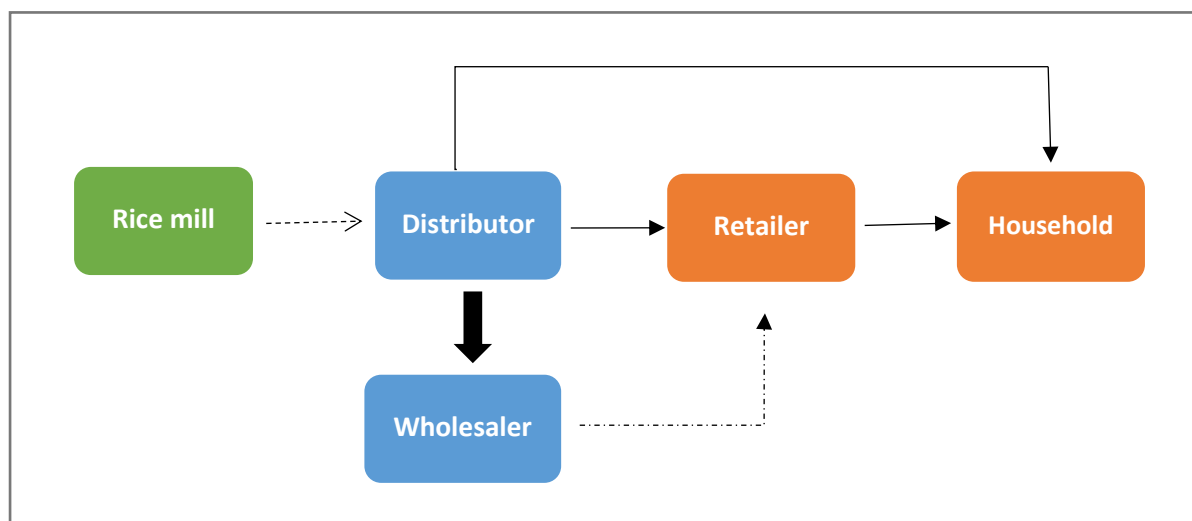 Rice mill
Distributor
Retailer
Household
Wholesaler